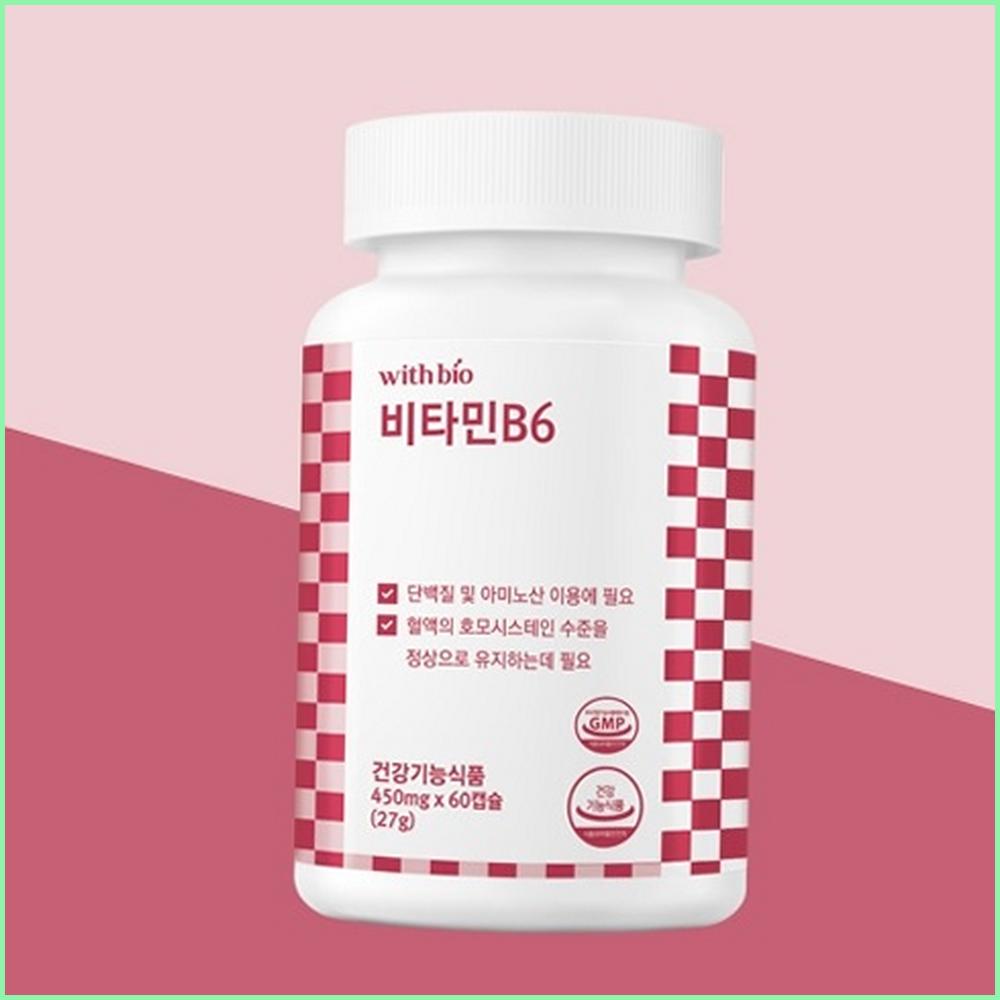 with bio
비타민B6
단백질 및 아미노산 이용에 필요
혈액의 호모시스테인 수준을
정상으로 유지하는데 필요
GMP
건강기능식품
450mg x 60캡슐
(27g)
건강
기능식품